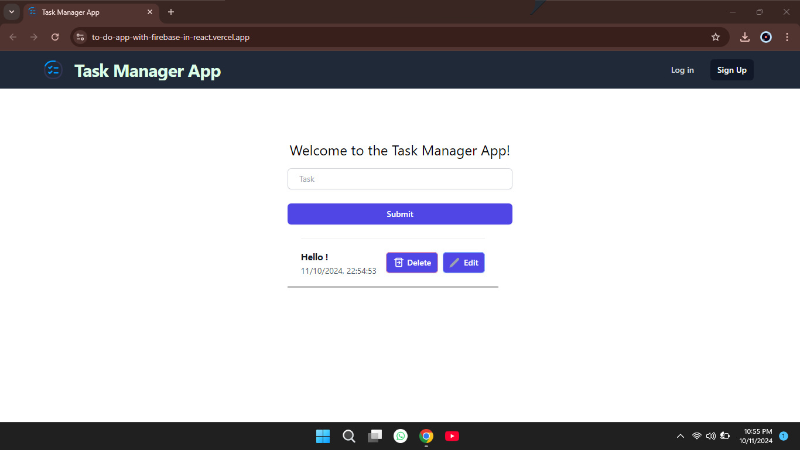 Task Manager App
to-do-app-with-firebase-in-react.vercel.app
Task Manager App
Log in
Sign Up
Welcome to the Task Manager App!
Task
Submit
Hello !
11/10/2024, 22:54:53
Delete
Edit
10:55 PM
10/11/2024
1